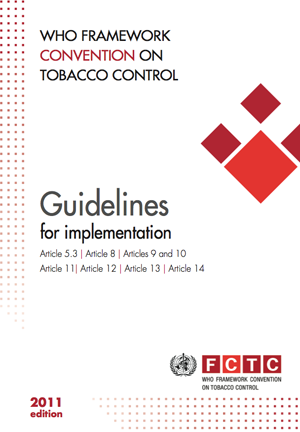 WHO FRAMEWORK
CONVENTION ON
TOBACCO CONTROL
Guidelines
for implementation
Article 5.3 | Article 8 | Articles 9 and 10
Article 11| Article 12 | Article 13 | Article 14
FCTC
WHO FRAMEWORK CONVENTION
ON TOBACCO CONTROL
2011
edition